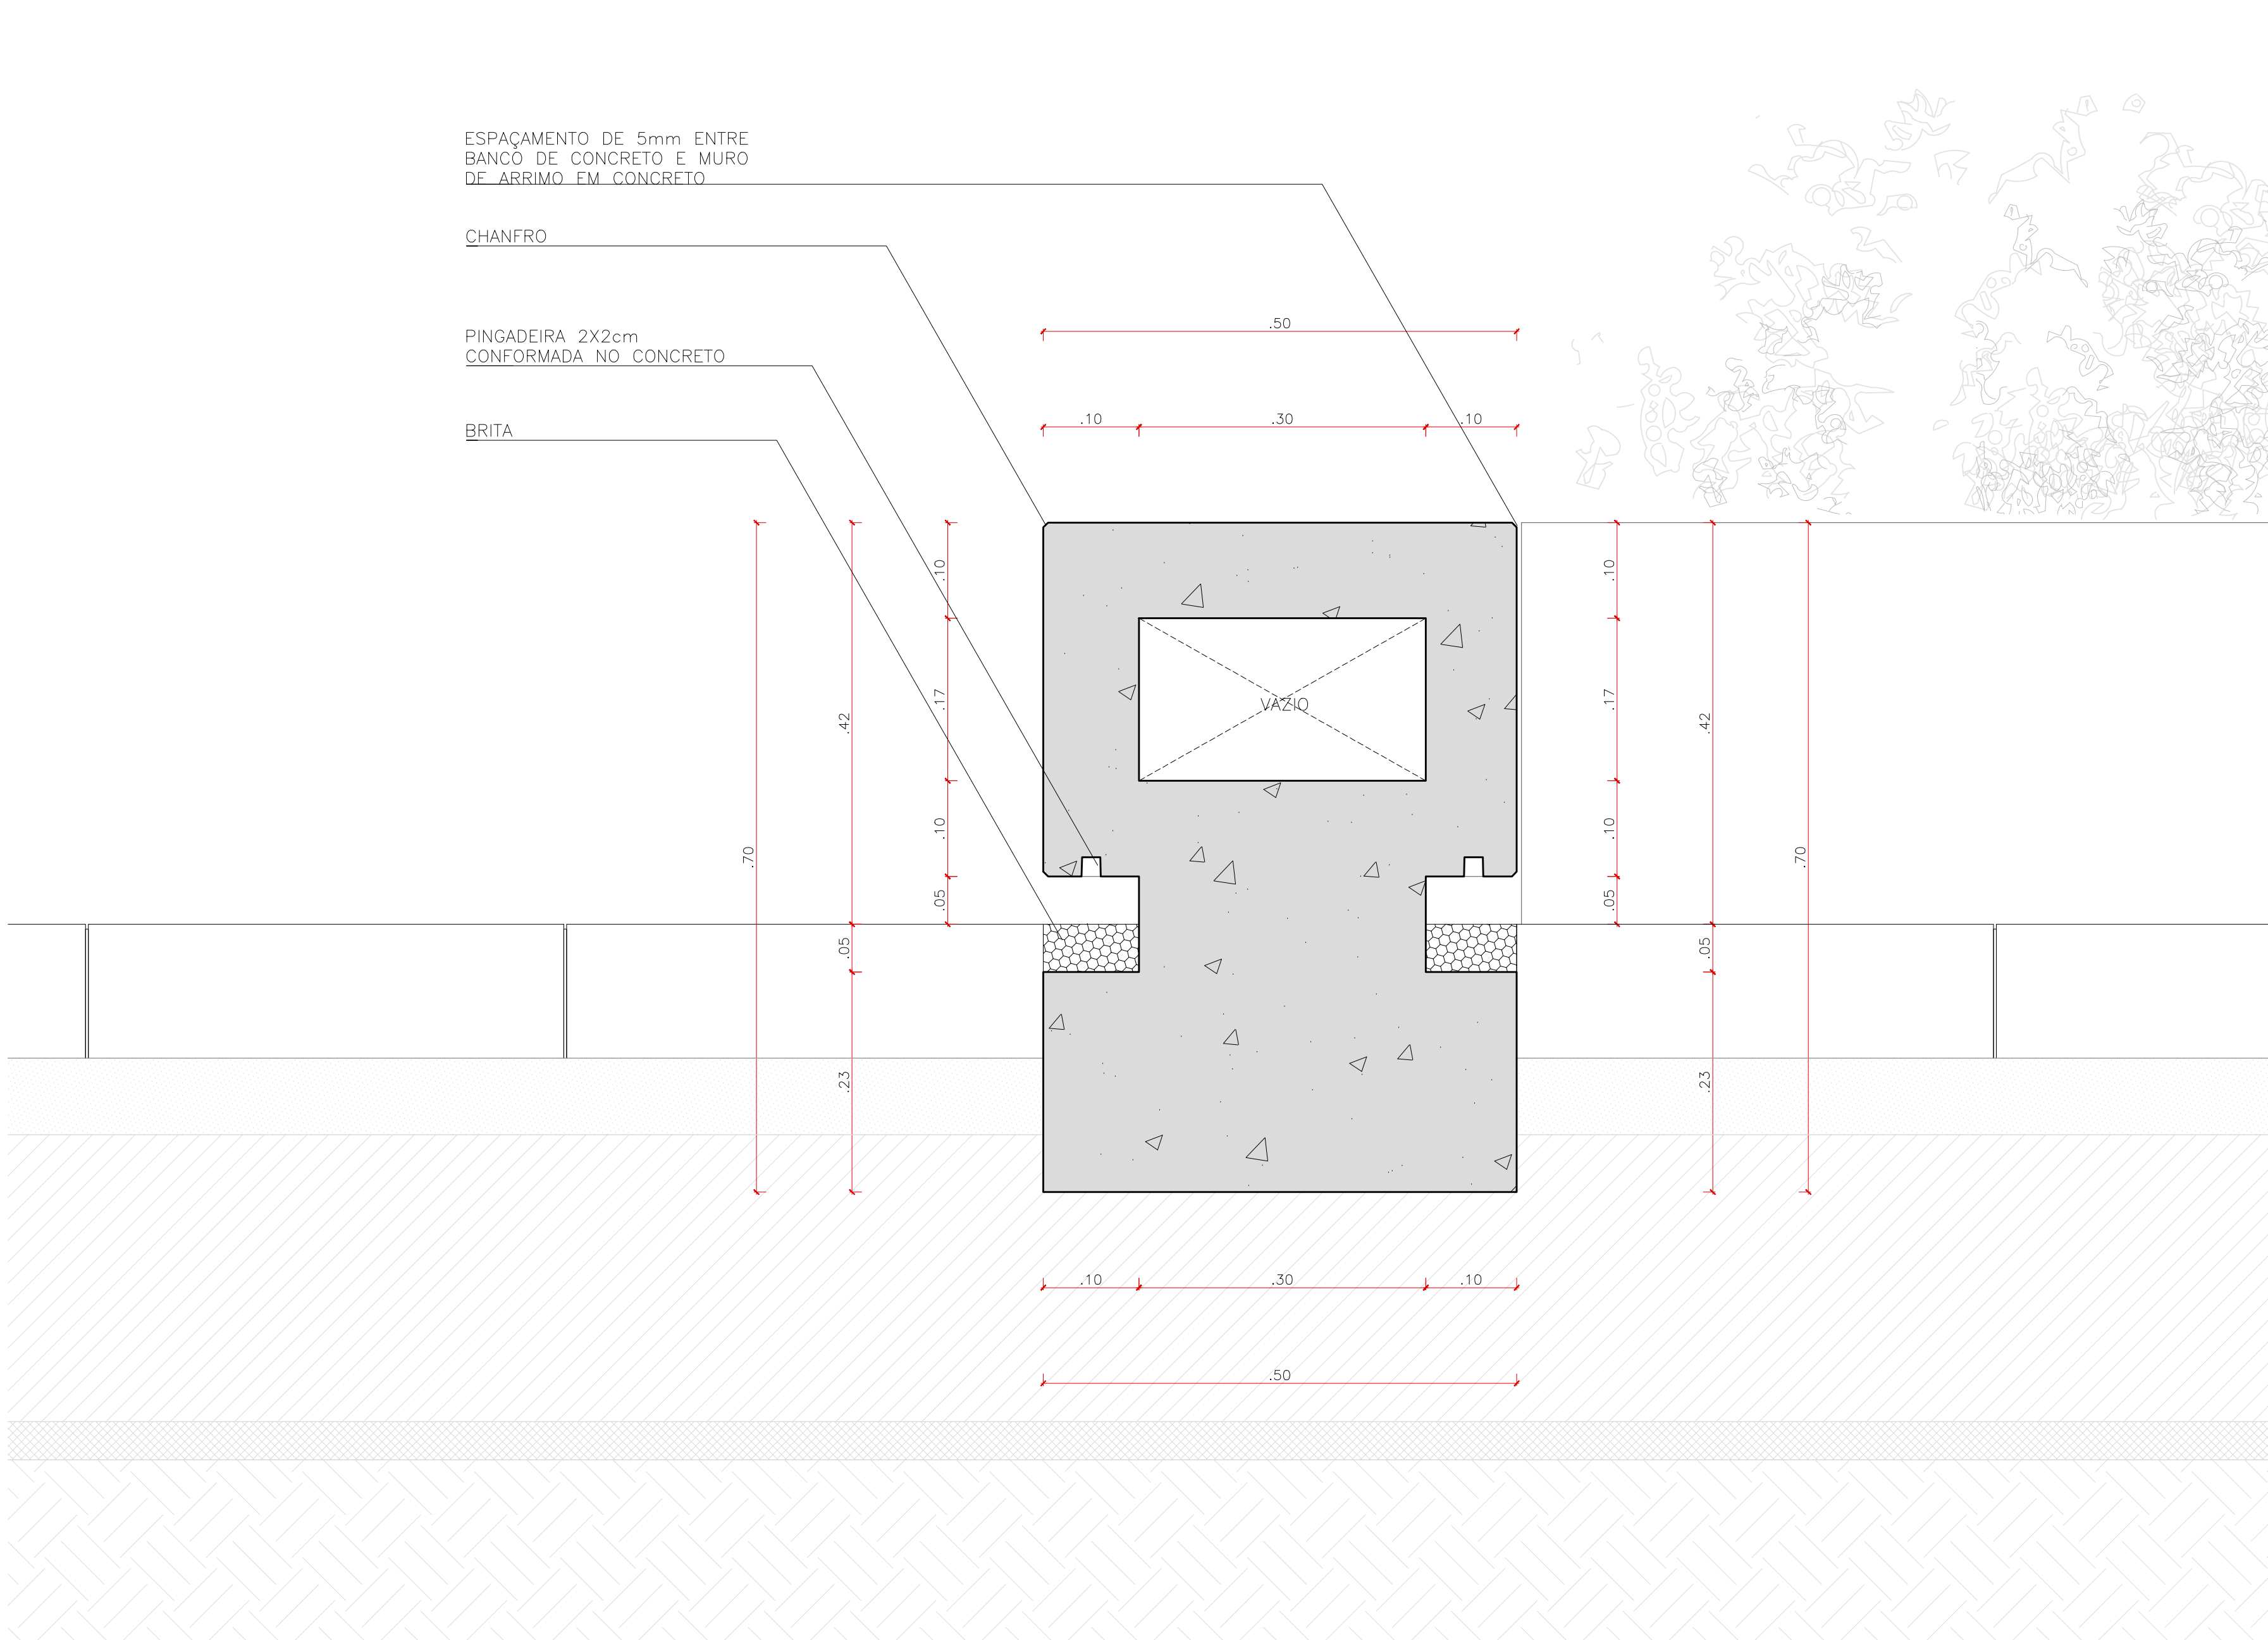 ESPAÇAMENTO DE 5mm ENTRE
BANCO DE CONCRETO E MURO
DE ARRIMO EM CONCRETO
CHANFRO
PINGADEIRA 2X2cm
CONFORMADA NO CONCRETO
BRITA
.50
.10 .30 .10
.70
.42
.05
.23
.10
.17
.10
.05
VAZIO
.10
.17
.10
.05
.42
.05
.23
.70
.10 .30 .10
.50